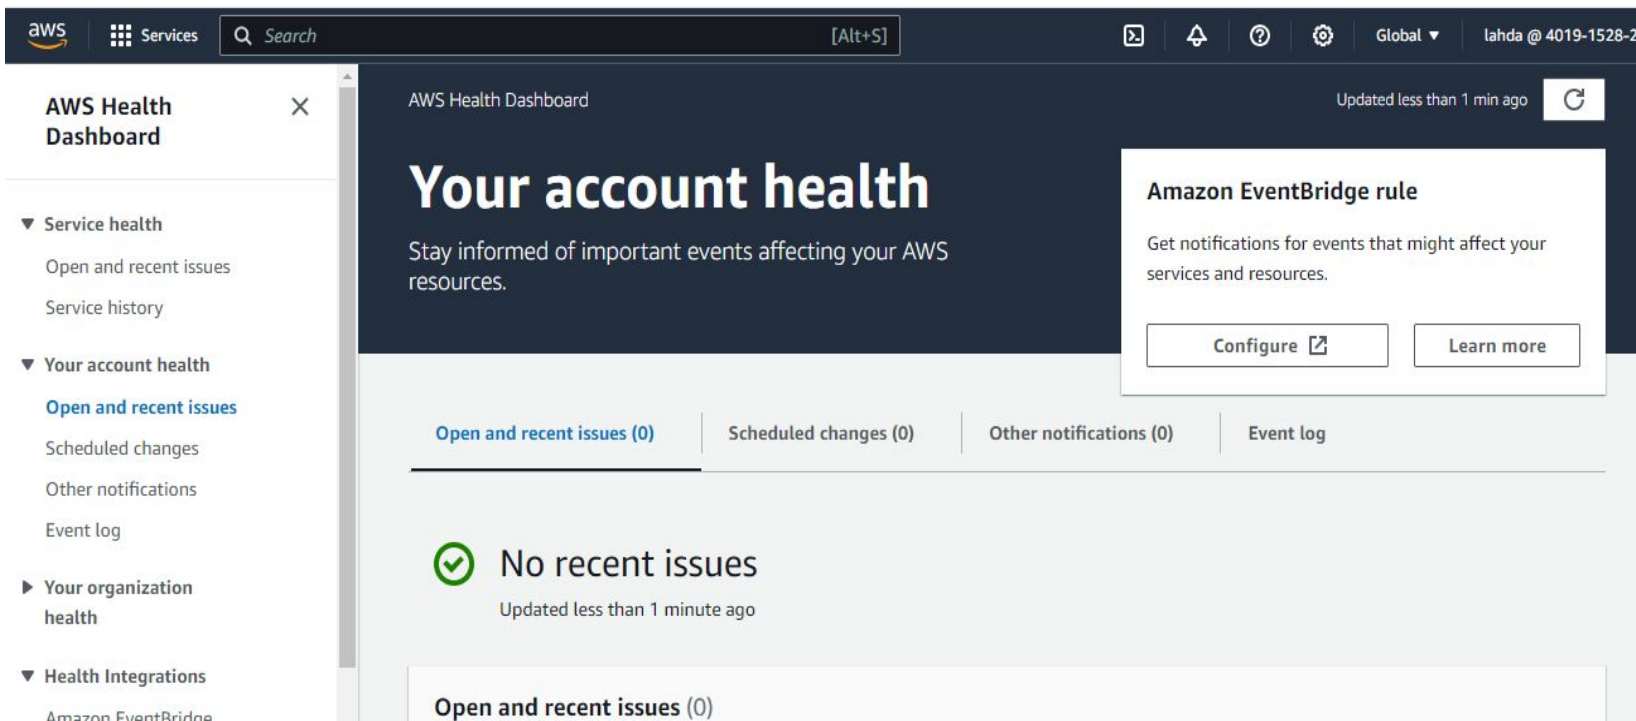 aws
Services
Search
[Alt+S]
Global
lahda @ 4019-1528-2
AWS Health
Dashboard
Service health
Open and recent issues
Service history
Your account health
Open and recent issues
Scheduled changes
Other notifications
Event log
Your organization
health
Health Integrations
Amazon EventBridge
AWS Health Dashboard
Updated less than 1 min ago
Your account health
Stay informed of important events affecting your AWS
resources.
Amazon EventBridge rule
Get notifications for events that might affect your
services and resources.
Configure
Learn more
Open and recent issues (0)
Scheduled changes (0)
Other notifications (0)
Event log
No recent issues
Updated less than 1 minute ago
Open and recent issues (0)